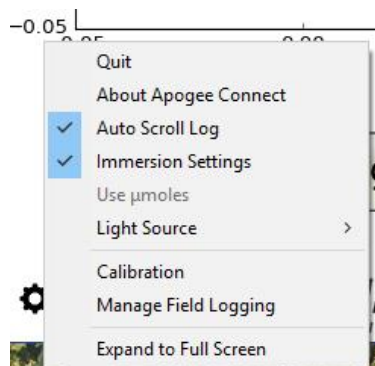 -0.05
Quit
About Apogee Connect
Auto Scroll Log
Immersion Settings
Use µmoles
Light Source
Calibration
Manage Field Logging
Expand to Full Screen